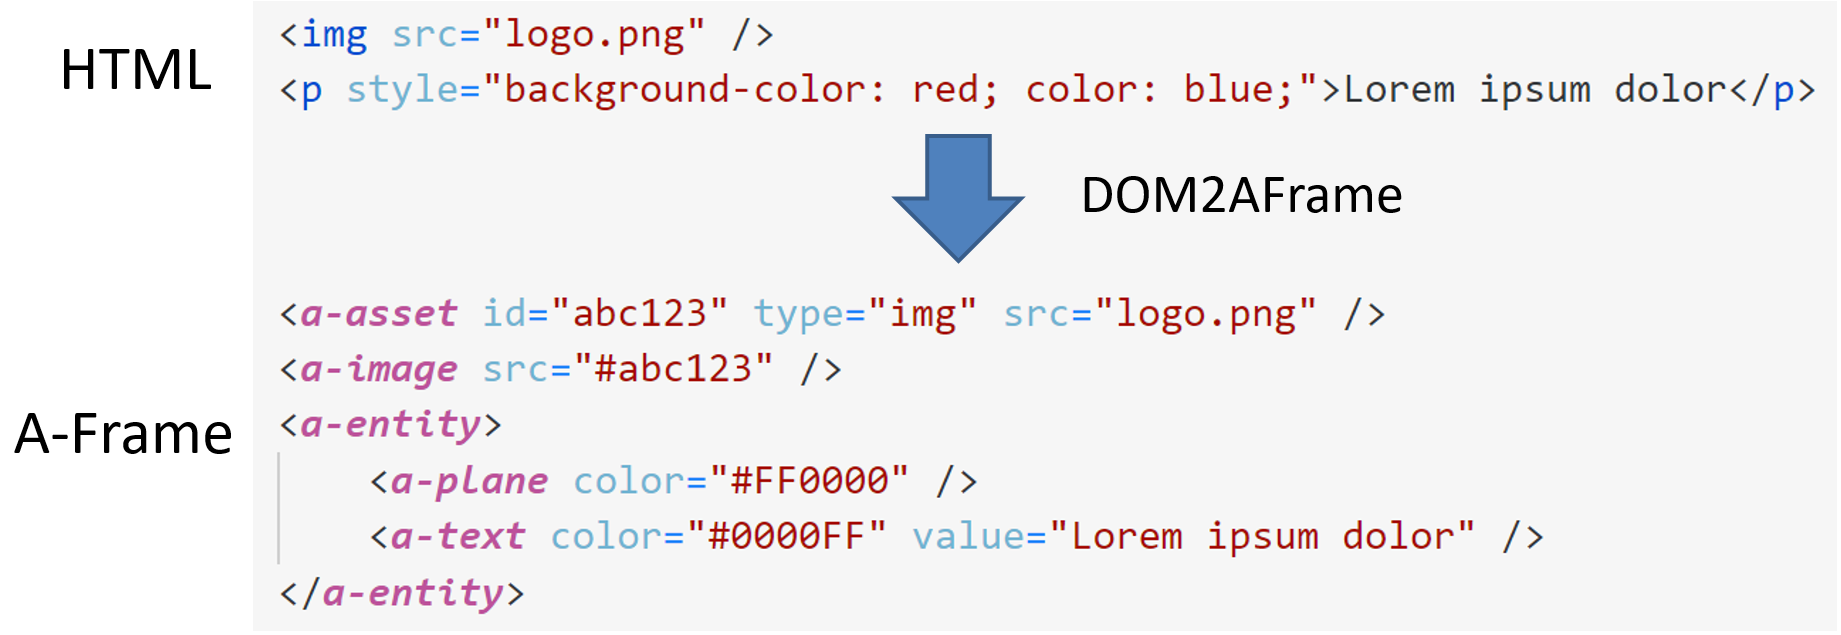 HTML
<img src="logo.png" />
<p style="background-color: red; color: blue;">Lorem ipsum dolor</p>
DOM2AFrame
A-Frame
<a-asset id="abc123" type="img" src="logo.png" />
<a-image src="#abc123" />
<a-entity>
<a-plane color="#FF0000" />
<a-text color="#0000FF" value="Lorem ipsum dolor" />
</a-entity>